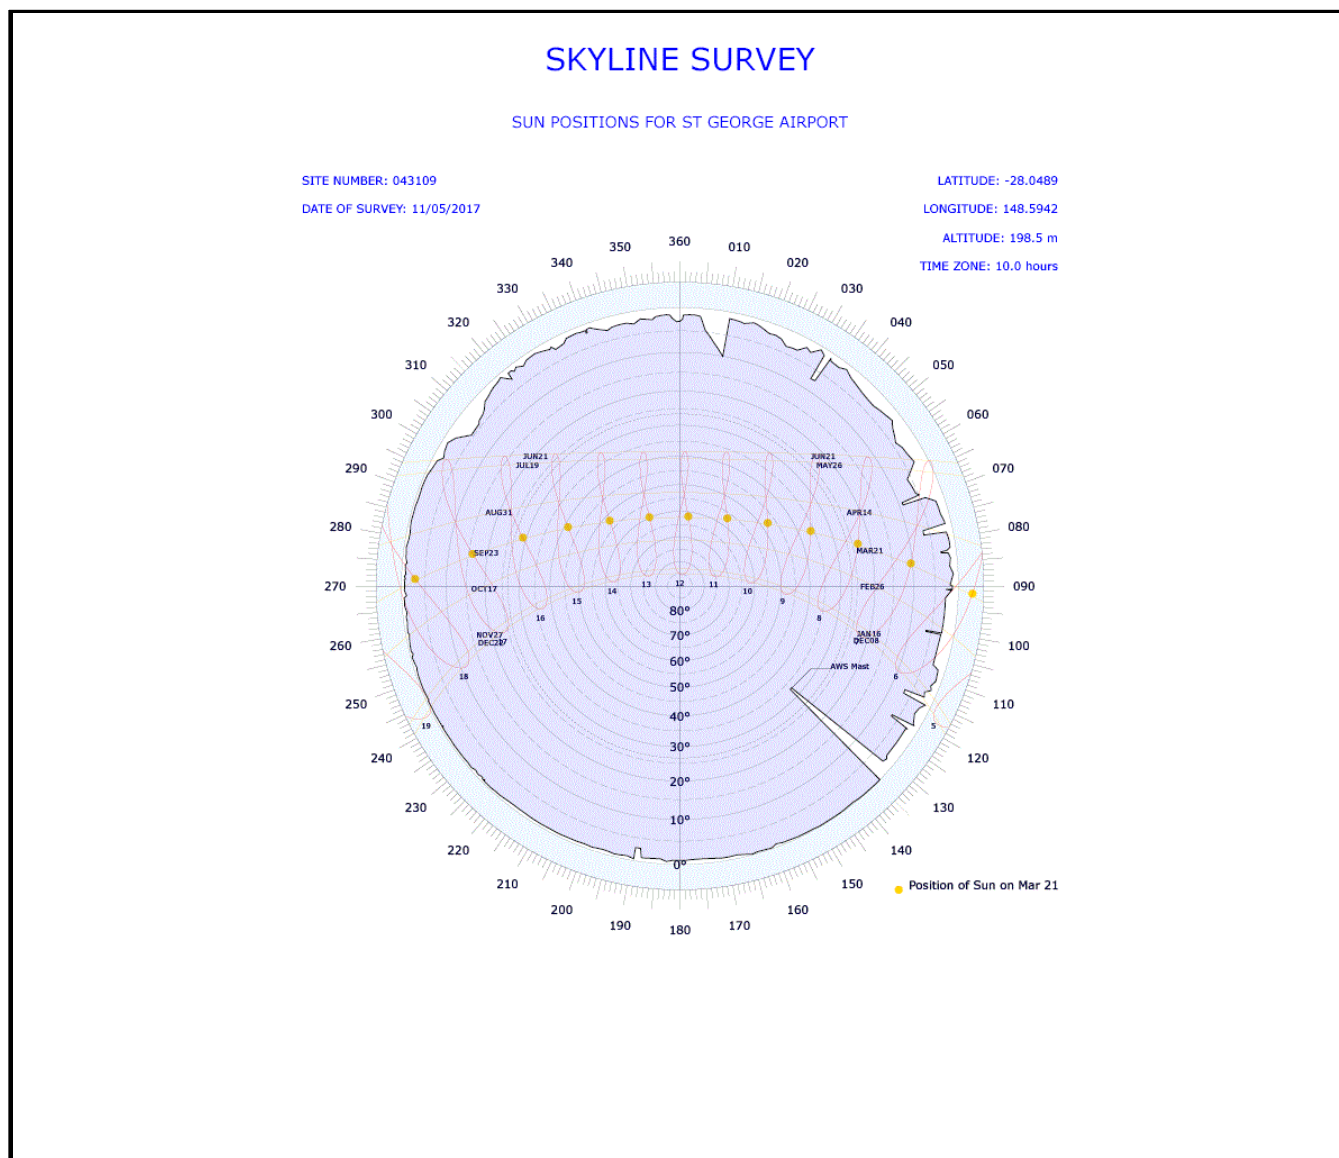 SKYLINE SURVEY
SUN POSITIONS FOR ST GEORGE AIRPORT
SITE NUMBER: 043109
LATITUDE: -28.0489
DATE OF SURVEY: 11/05/2017
LONGITUDE: 148.5942
ALTITUDE: 198.5 m
TIME ZONE: 10.0 hours
350 360 010
340 020
330 030
320 040
310 050
300 060
290 070
280 080
270 090
260 100
250 110
240 120
230 130
220 140
210 150
200 160
190 180 170
JUN21 JUN21
JUL19 MAY26
AUG31 APR14
SEP23 MAR21
OCY17 FEB26
NOV27 JAN16
DEC22 DEC08
19 18 17 16 15 14 13 12 11 10 9 8 7 6 5
AWS Mast
80°
70°
60°
50°
40°
30°
20°
10°
0°
Position of Sun on Mar 21